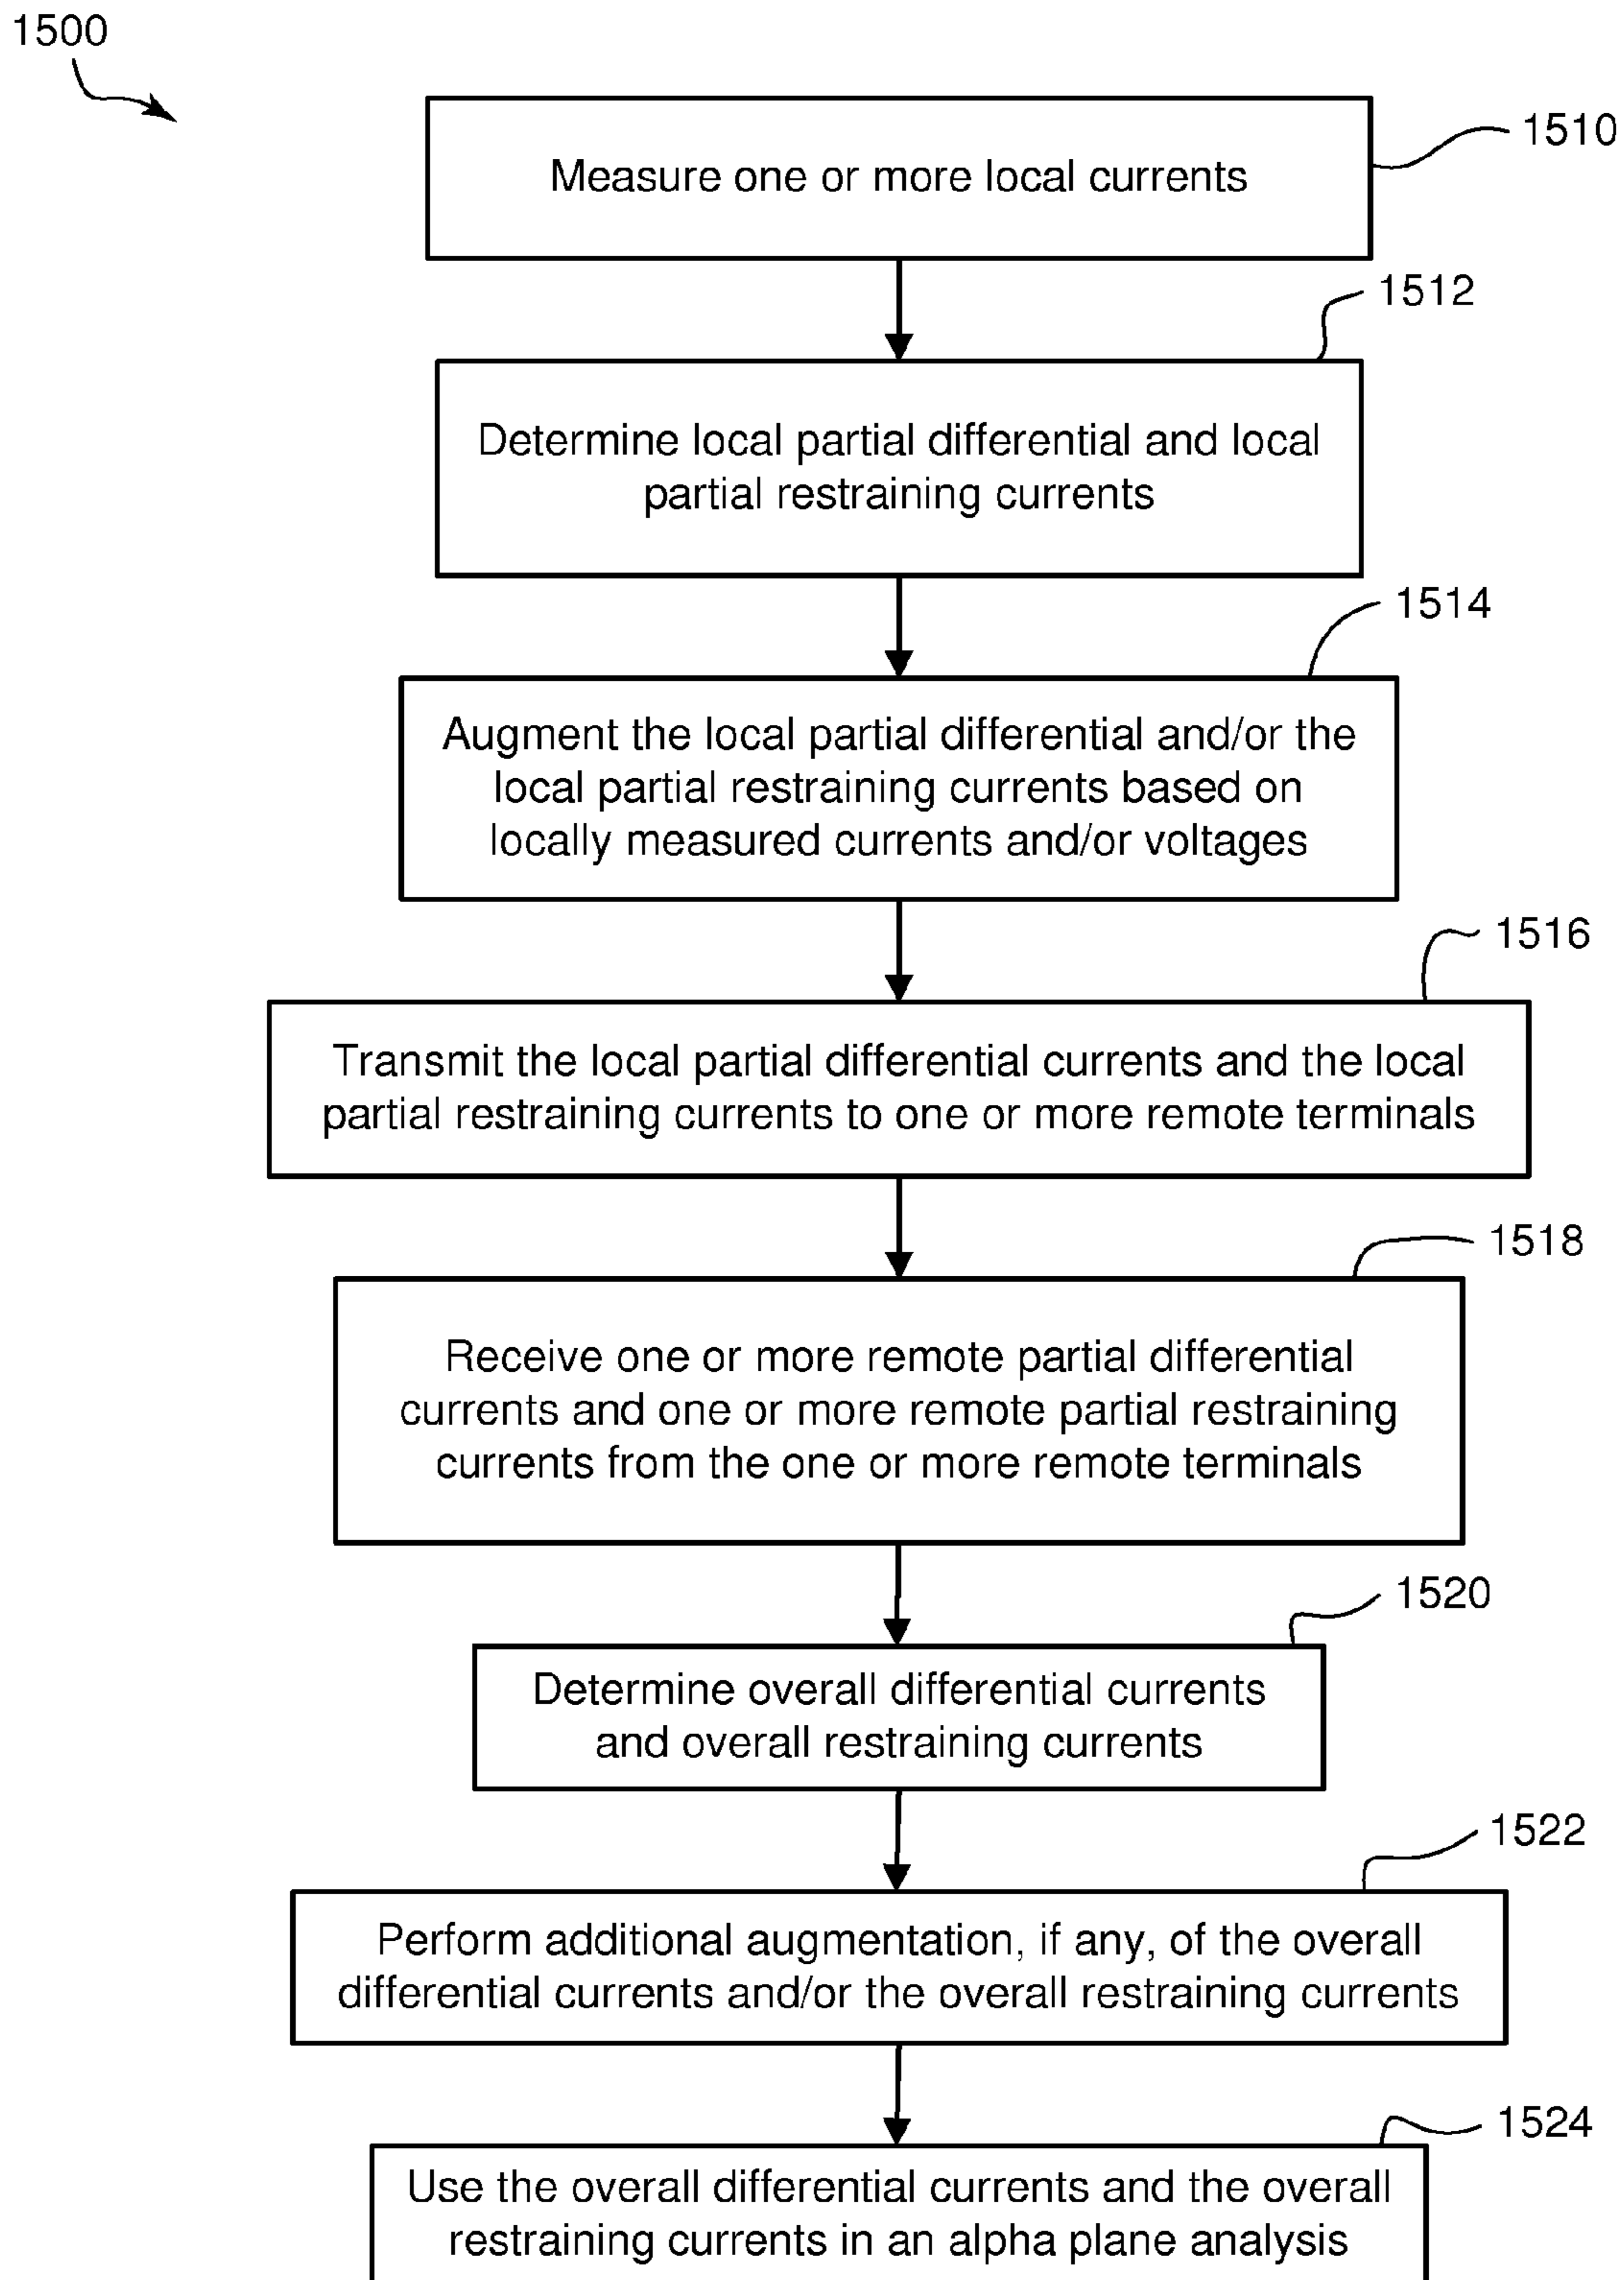 1500
Measure one or more local currents
1510
1512
Determine local partial differential and local
partial restraining currents
1514
Augment the local partial differential and/or the
local partial restraining currents based on
locally measured currents and/or voltages
1516
Transmit the local partial differential currents and the local
partial restraining currents to one or more remote terminals
1518
Receive one or more remote partial differential
currents and one or more remote partial restraining
currents from the one or more remote terminals
1520
Determine overall differential currents
and overall restraining currents
1522
Perform additional augmentation, if any, of the overall
differential currents and/or the overall restraining currents
1524
Use the overall differential currents and the overall
restraining currents in an alpha plane analysis